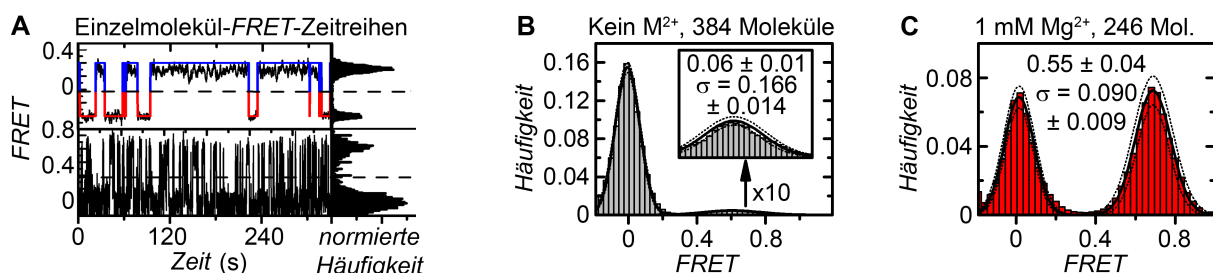 A Einzelmolekül-FRET-Zeitreihen
FRET
0.4
0
0.8
0.4
0
0 120 240
Zeit (s)
normierte
Häufigkeit
B Kein M²⁺, 384 Moleküle
Häufigkeit
0.16
0.12
0.08
0.04
0
0.06 ± 0.01
σ = 0.166
± 0.014
x10
0 0.4 0.8
FRET
C 1 mM Mg²⁺, 246 Mol.
Häufigkeit
0.08
0.04
0
0.55 ± 0.04
σ = 0.090
± 0.009
0 0.4 0.8
FRET